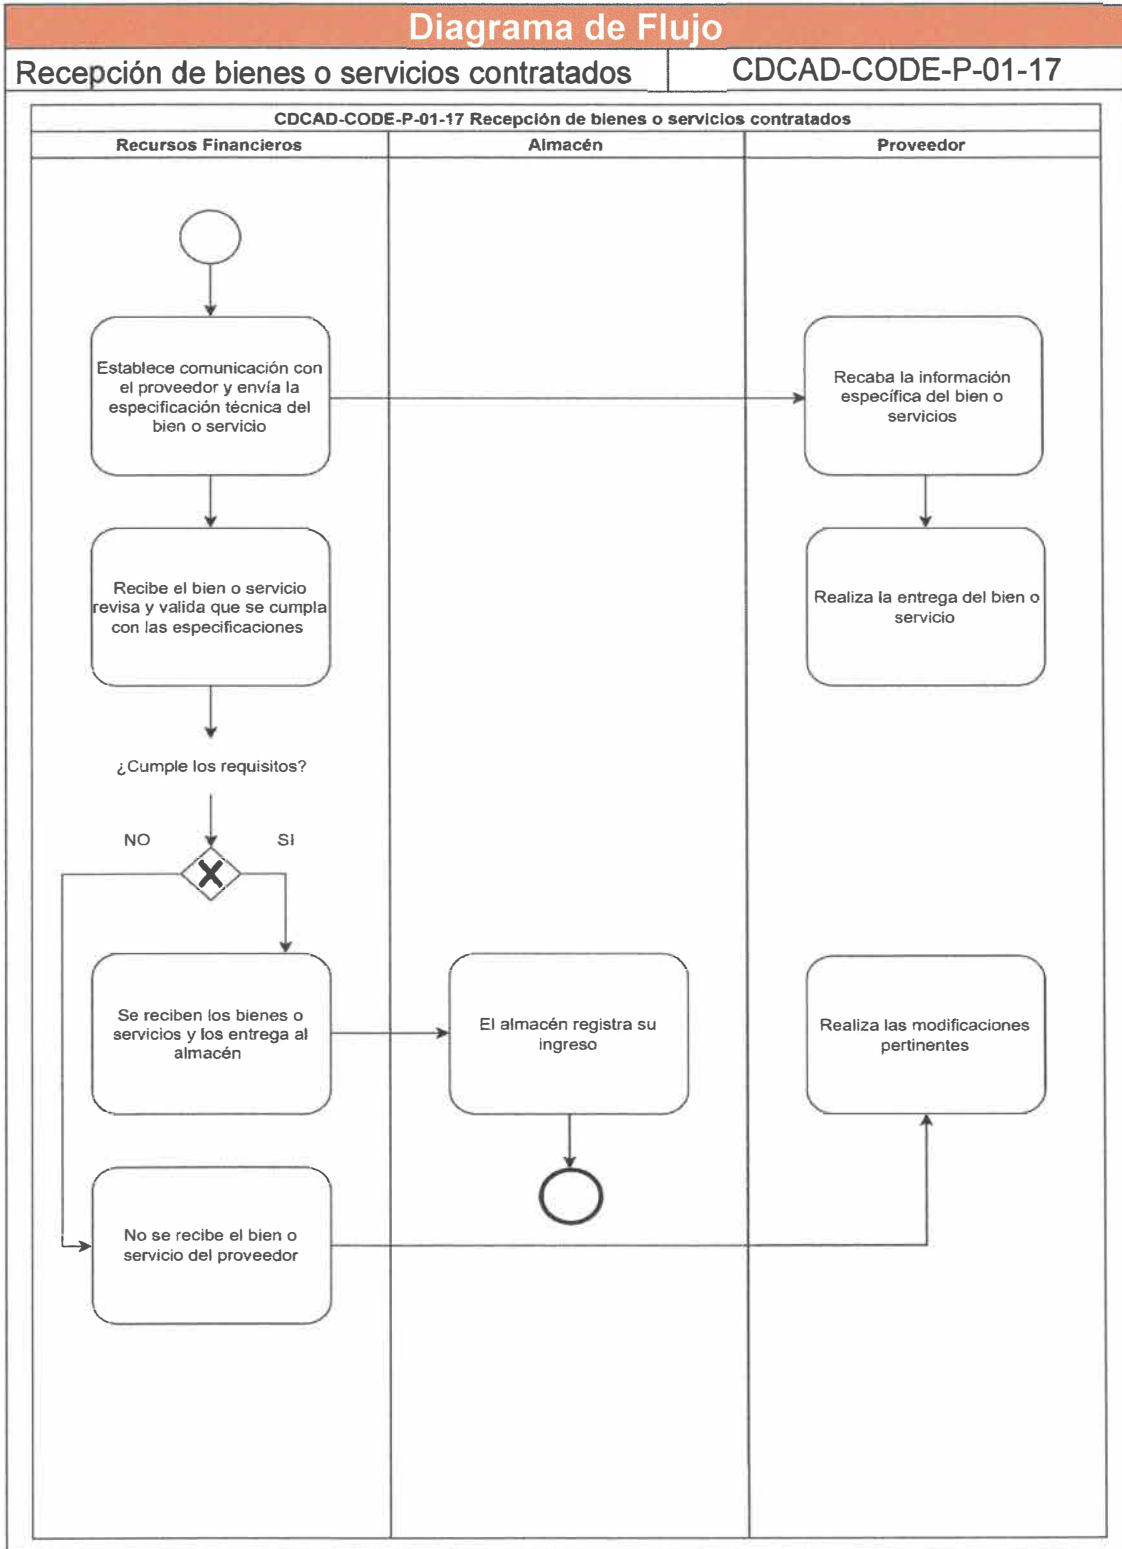 Diagrama de Flujo
Recepción de bienes o servicios contratados
CDCAD-CODE-P-01-17
CDCAD-CODE-P-01-17 Recepción de bienes o servicios contratados
Recursos Financieros
Almacén
Proveedor
Establece comunicación con
el proveedor y envía la
especificación técnica del
bien o servicio
Recaba la información
específica del bien o
servicios
Recibe el bien o servicio
revisa y valida que se cumpla
con las especificaciones
Realiza la entrega del bien o
servicio
¿Cumple los requisitos?
NO
SI
Se reciben los bienes o
servicios y los entrega al
almacén
El almacén registra su
ingreso
Realiza las modificaciones
pertinentes
No se recibe el bien o
servicio del proveedor